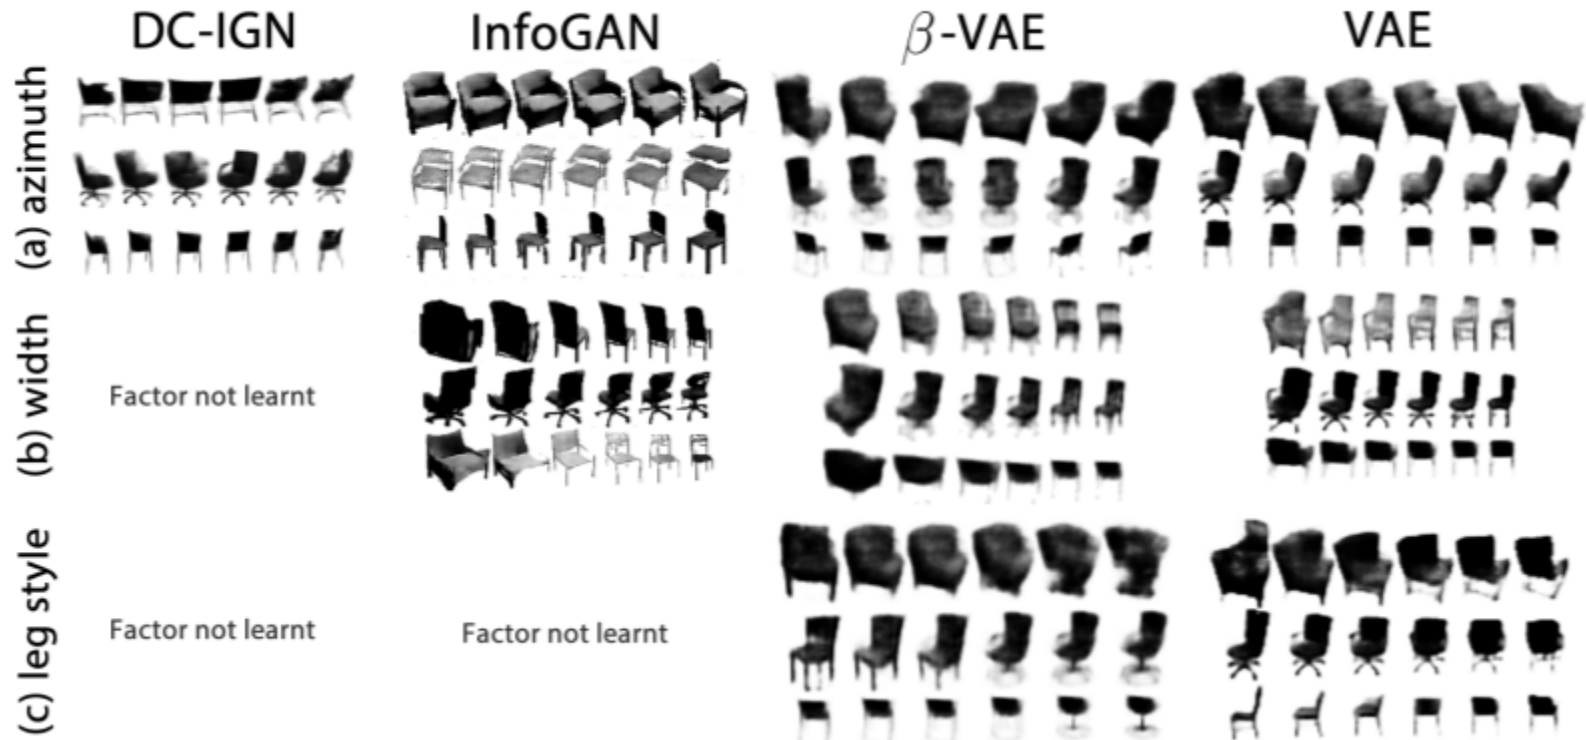 DC-IGN InfoGAN β-VAE VAE
(a) azimuth
(b) width
Factor not learnt
(c) leg style
Factor not learnt Factor not learnt